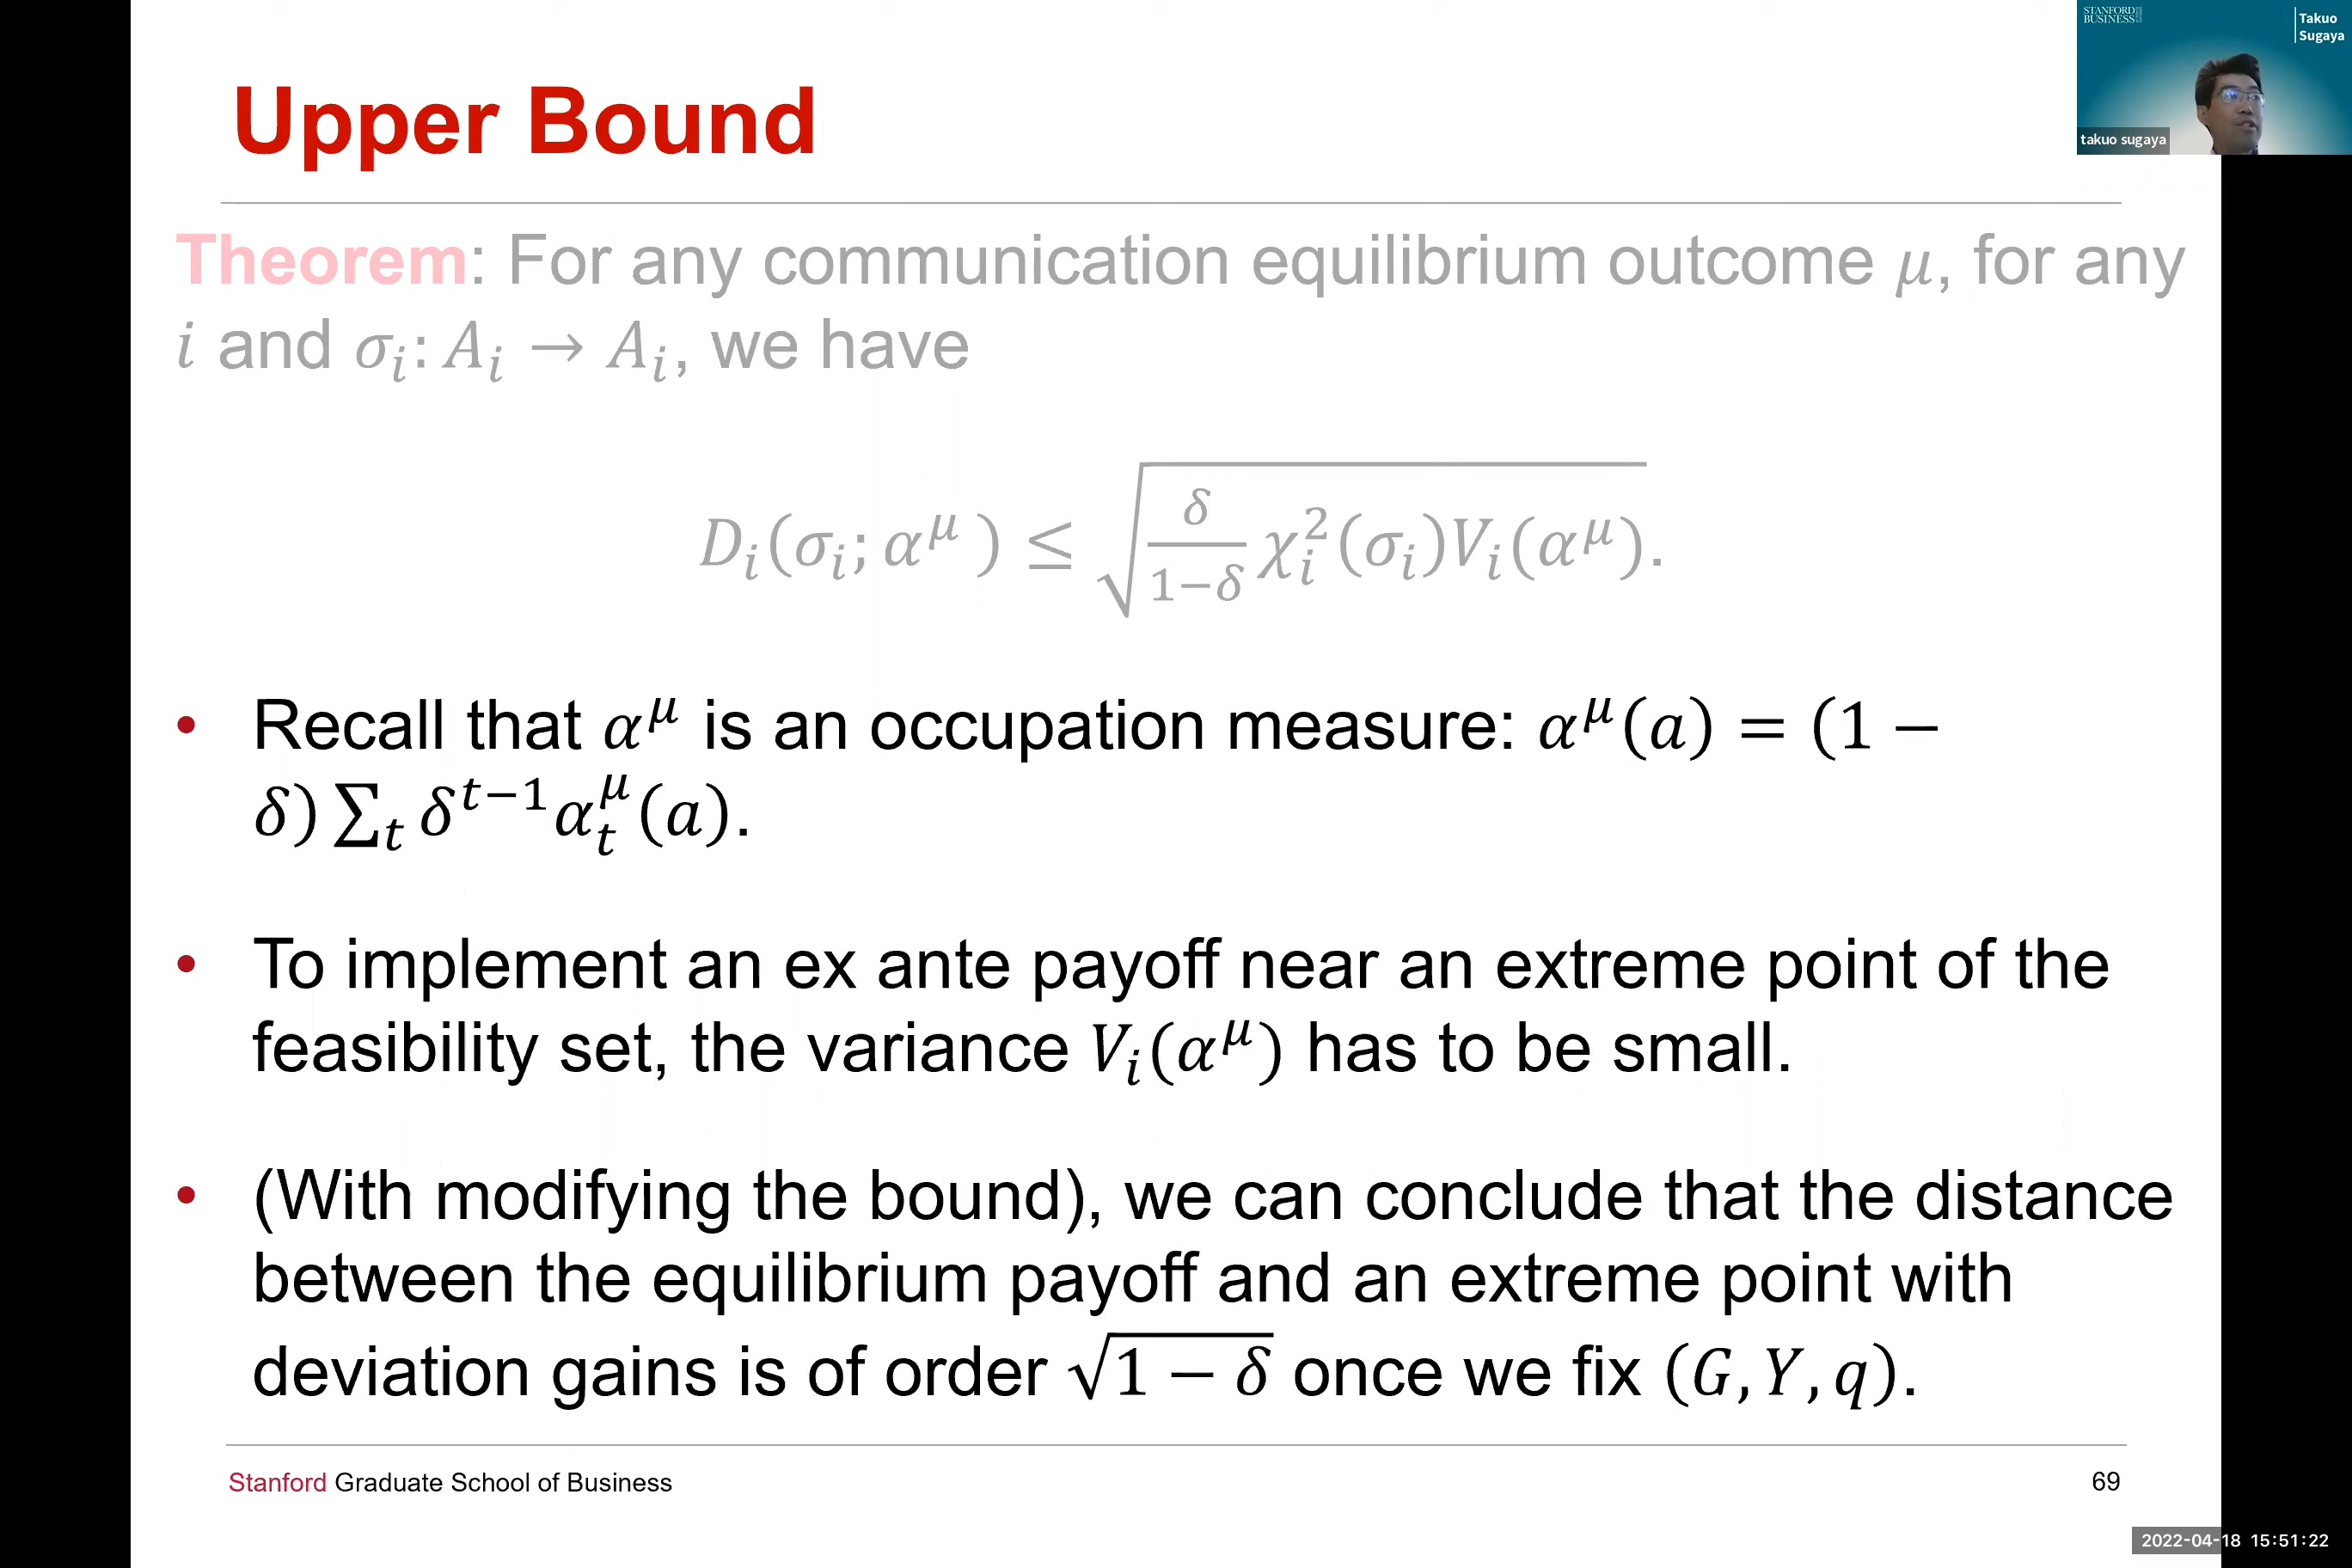 Upper Bound
STANFORD
BUSINESS
Takuo
Sugaya
takuo sugaya
Theorem: For any communication equilibrium outcome μ, for any
i and σᵢ: Aᵢ → Aᵢ, we have
Dᵢ(σᵢ; α^μ) ≤ √(δ/(1−δ) χᵢ²(σᵢ)Vᵢ(α^μ)).
• Recall that α^μ is an occupation measure: α^μ(a) = (1 −
δ) ∑ₜ δ^{t−1}αₜ^μ(a).
• To implement an ex ante payoff near an extreme point of the
feasibility set, the variance Vᵢ(α^μ) has to be small.
• (With modifying the bound), we can conclude that the distance
between the equilibrium payoff and an extreme point with
deviation gains is of order √(1 − δ) once we fix (G, Y, q).
Stanford Graduate School of Business
69
2022-04-18 15:51:22